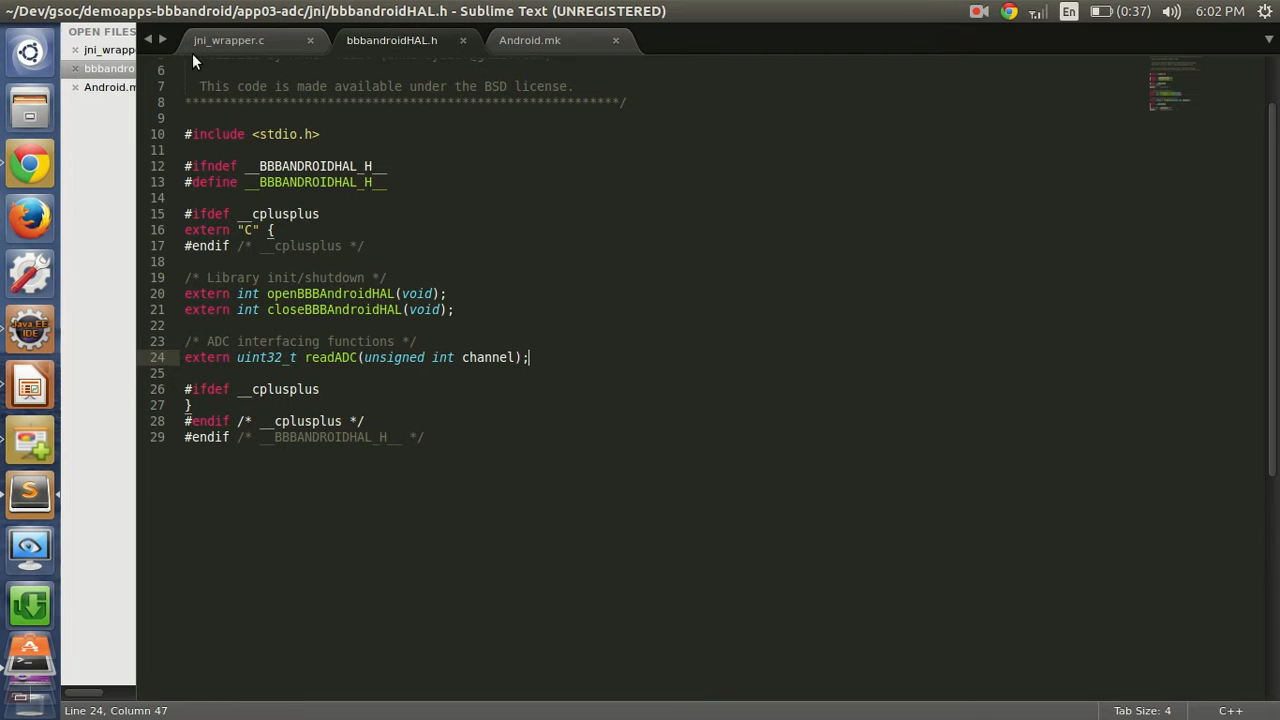 ~/Dev/gsoc/demoapps-bbbandroid/app03-adc/jni/bbbandroidHAL.h - Sublime Text (UNREGISTERED)
En (0:37) 6:02 PM
OPEN FILES
jni_wrapp
bbbandro
Android.m
jni_wrapper.c × bbbandroidHAL.h × Android.mk ×
6
7 This code is made available under the BSD license.
8 **********************************************************/
9
10 #include <stdio.h>
11
12 #ifndef __BBBANDROIDHAL_H__
13 #define __BBBANDROIDHAL_H__
14
15 #ifdef __cplusplus
16 extern "C" {
17 #endif /* __cplusplus */
18
19 /* Library init/shutdown */
20 extern int openBBBAndroidHAL(void);
21 extern int closeBBBAndroidHAL(void);
22
23 /* ADC interfacing functions */
24 extern uint32_t readADC(unsigned int channel);
25
26 #ifdef __cplusplus
27 }
28 #endif /* __cplusplus */
29 #endif /* __BBBANDROIDHAL_H__ */
Java EE
IDE
Line 24, Column 47
Tab Size: 4 C++